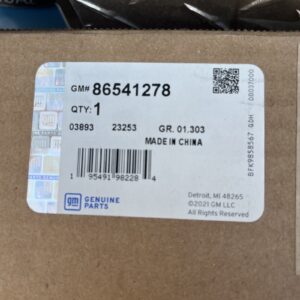 GM# 86541278
QTY: 1
03893 23253 GR. 01.303
MADE IN CHINA
1 95491 98228 4
gm GENUINE
PARTS
Detroit, MI 48265
©2021 GM LLC
All Rights Reserved